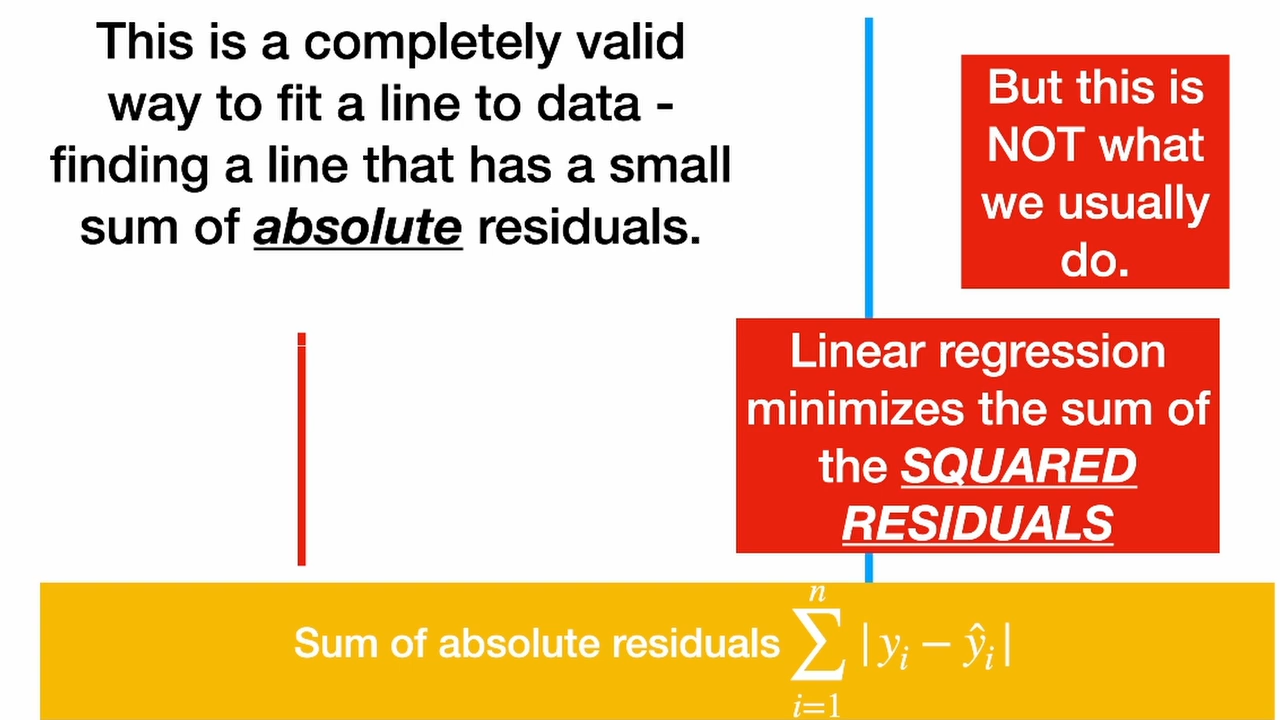 This is a completely valid
way to fit a line to data -
finding a line that has a small
sum of absolute residuals.
But this is
NOT what
we usually
do.
Linear regression
minimizes the sum of
the SQUARED
RESIDUALS
Sum of absolute residuals \sum_{i=1}^{n} |y_i − ŷ_i|